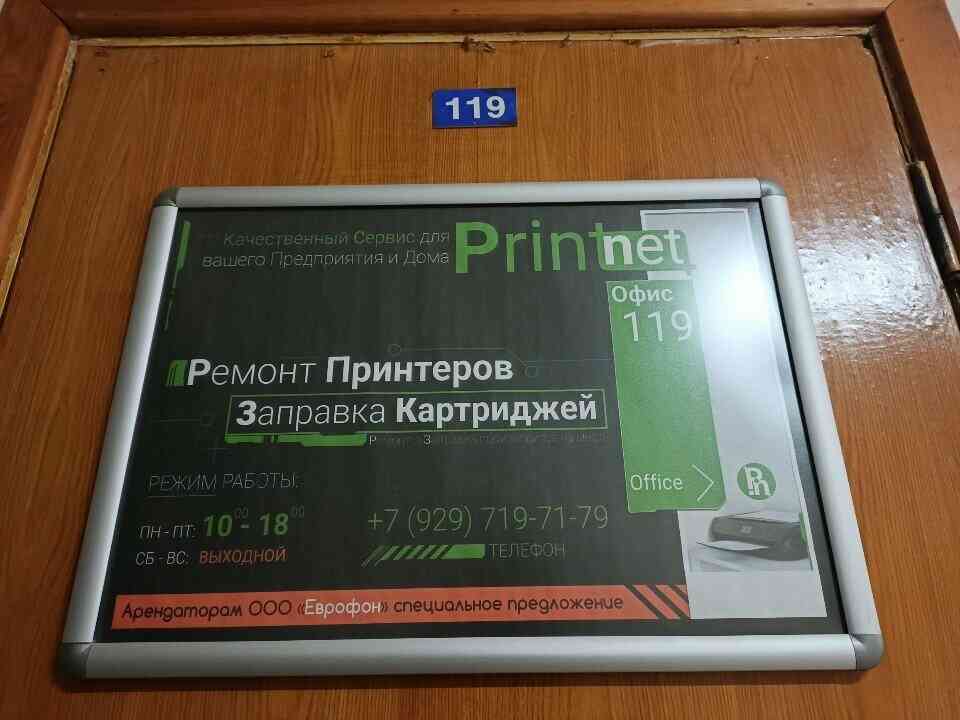 119
Качественный Сервис для
вашего Предприятия и Дома
Printnet
Офис
119
Ремонт Принтеров
Заправка Картриджей
Office
Pn
РЕЖИМ РАБОТЫ:
ПН - ПТ: 10 00 - 18 00
СБ - ВС: ВЫХОДНОЙ
+7 (929) 719-71-79
ТЕЛЕФОН
Арендаторам ООО «Еврофон» специальное предложение